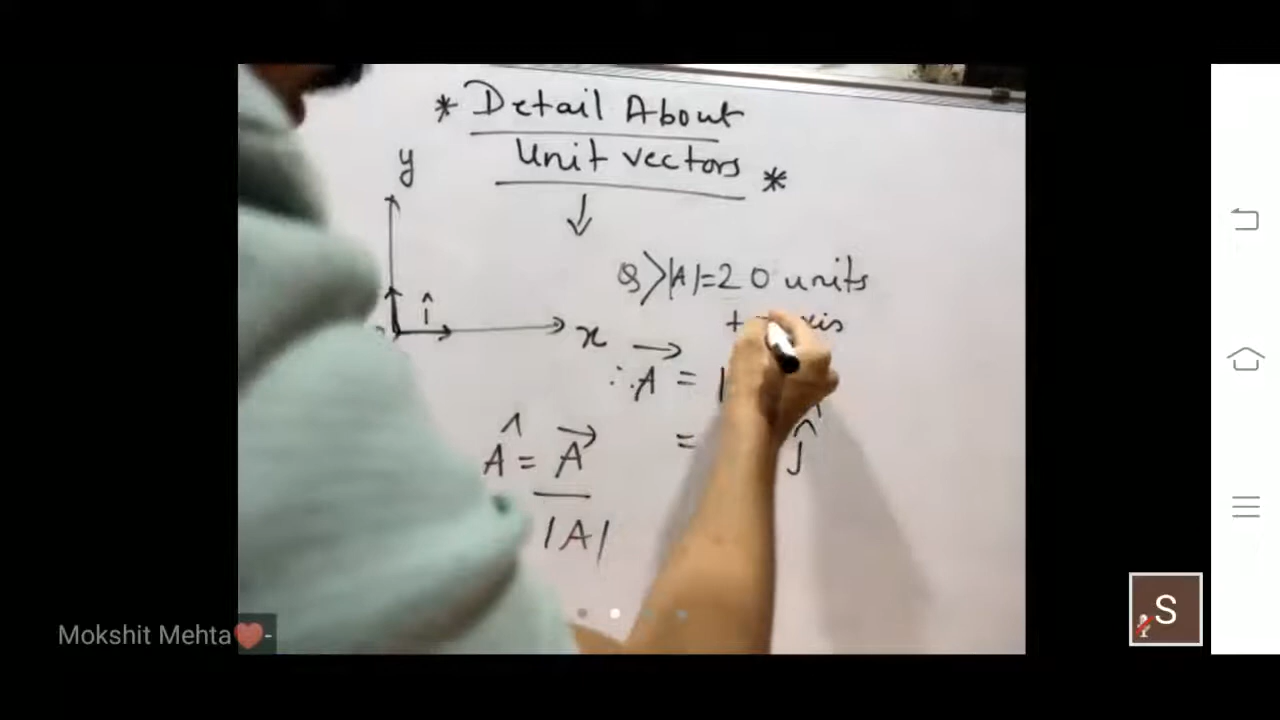 * Detail About
Unit vectors *
y
î
x
Q> |A|=20 units
∴ A⃗ =
= ĵ
Â = A⃗
|A|
Mokshit Mehta❤️-
S